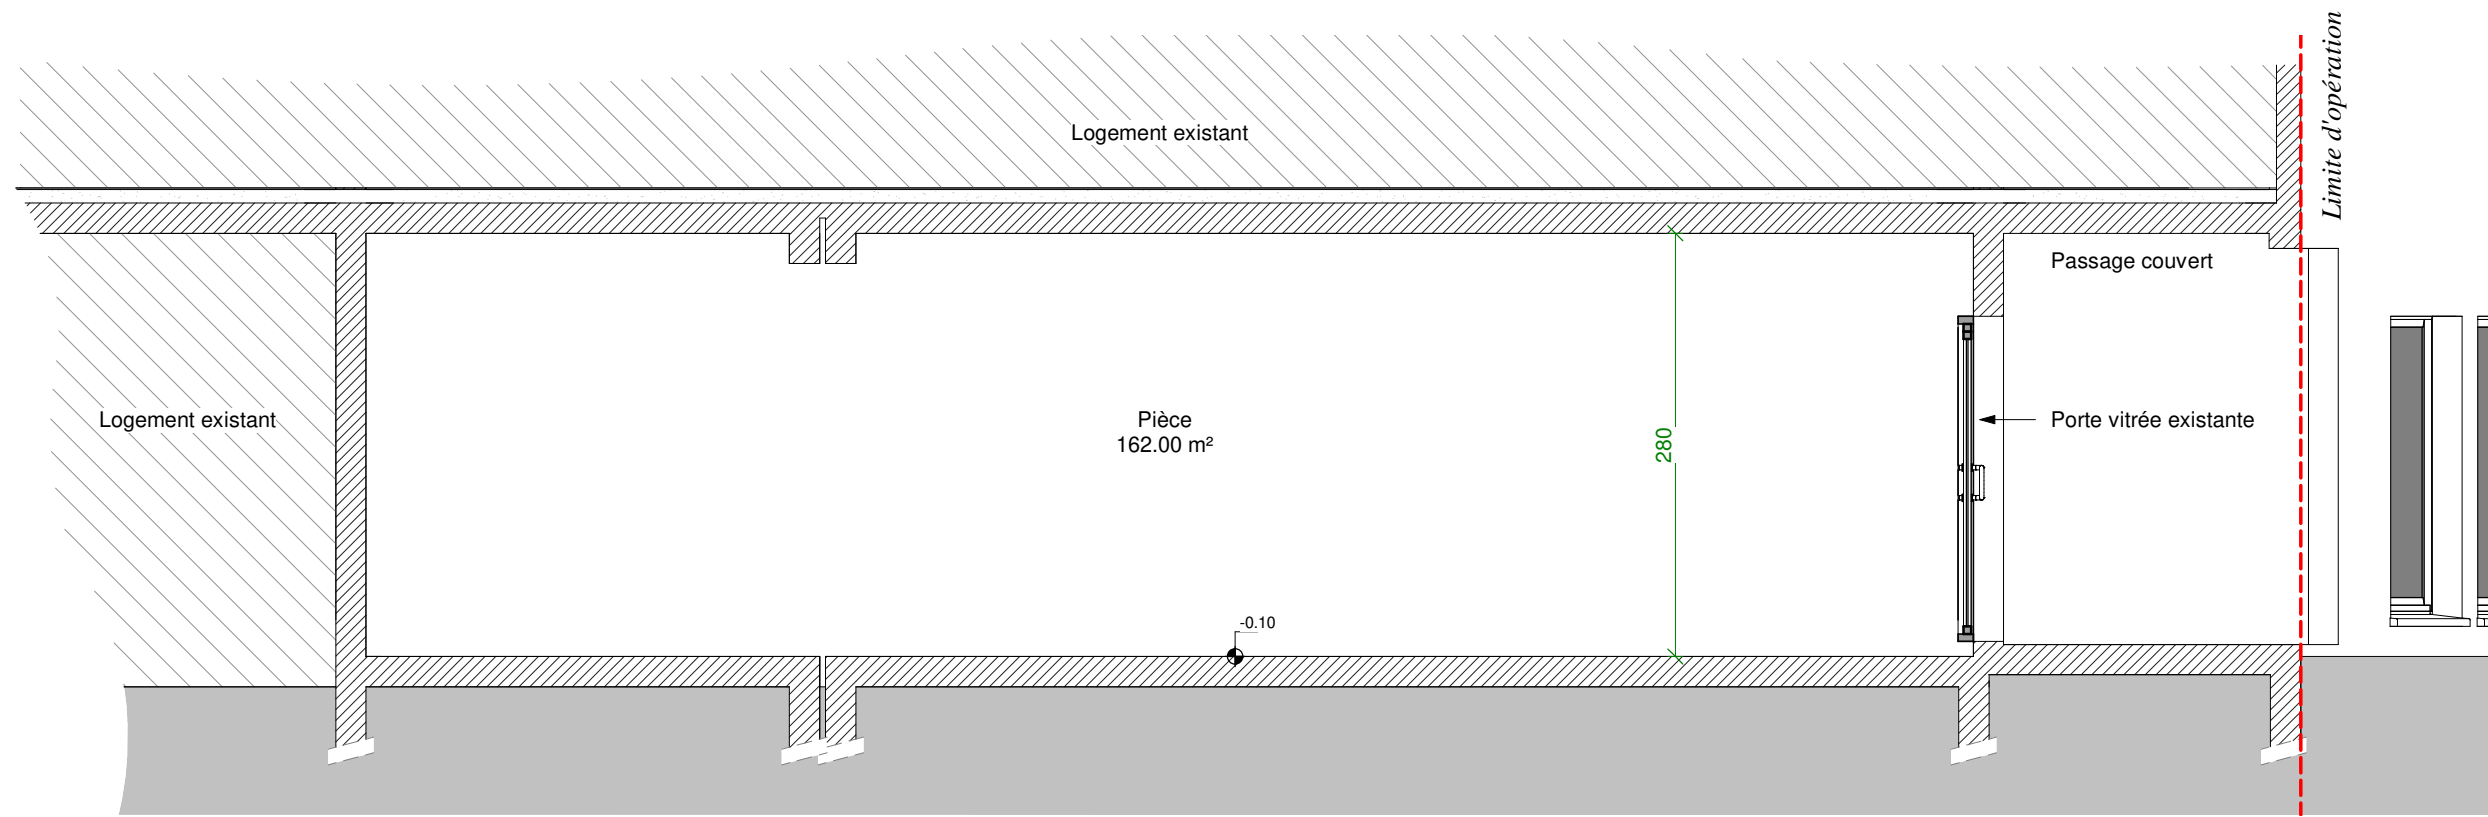 Limite d'opération
Logement existant
Passage couvert
Logement existant
Pièce
162.00 m²
280
Porte vitrée existante
-0.10